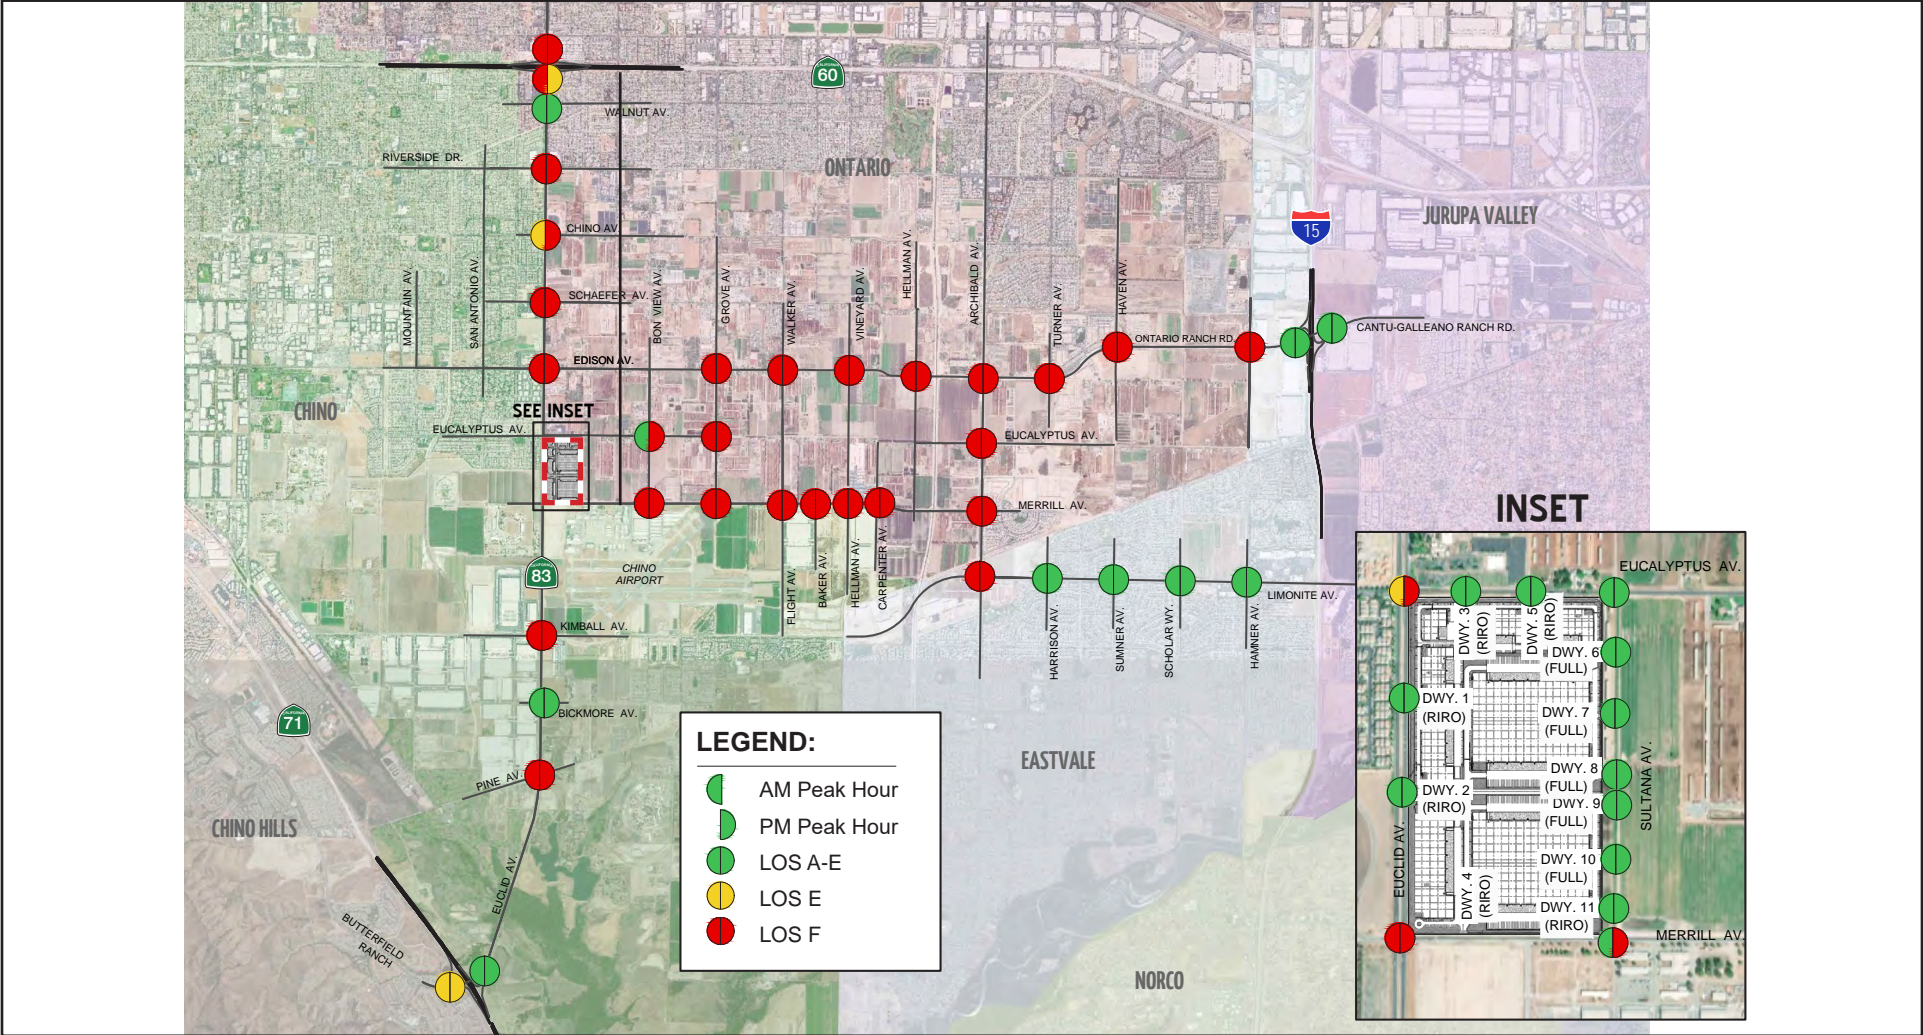 CALIFORNIA
60
WALNUT AV.
RIVERSIDE DR.
ONTARIO
15
JURUPA VALLEY
CHINO AV.
MOUNTAIN AV.
SAN ANTONIO AV.
SCHAEFER AV.
BON VIEW AV.
GROVE AV.
WALKER AV.
VINEYARD AV.
HELLMAN AV.
ARCHIBALD AV.
TURNER AV.
HAVEN AV.
ONTARIO RANCH RD.
CANTU-GALLEANO RANCH RD.
EDISON AV.
CHINO
SEE INSET
EUCALYPTUS AV.
EUCALYPTUS AV.
MERRILL AV.
CALIFORNIA
83
CHINO
AIRPORT
FLIGHT AV.
BAKER AV.
HELLMAN AV.
CARPENTER AV.
LIMONITE AV.
HARRISON AV.
SUMNER AV.
SCHOLAR WY.
HAMNER AV.
KIMBALL AV.
CALIFORNIA
71
BICKMORE AV.
PINE AV.
CHINO HILLS
EUCLID AV.
BUTTERFIELD
RANCH
EASTVALE
NORCO
LEGEND:
AM Peak Hour
PM Peak Hour
LOS A-E
LOS E
LOS F
INSET
EUCALYPTUS AV.
DWY. 3
(RIRO)
DWY. 5
(RIRO)
DWY. 6
(FULL)
DWY. 1
(RIRO)
DWY. 7
(FULL)
DWY. 8
(FULL)
DWY. 2
(RIRO)
DWY. 9
(FULL)
SULTANA AV.
EUCLID AV.
DWY. 10
(FULL)
DWY. 4
(RIRO)
DWY. 11
(RIRO)
MERRILL AV.